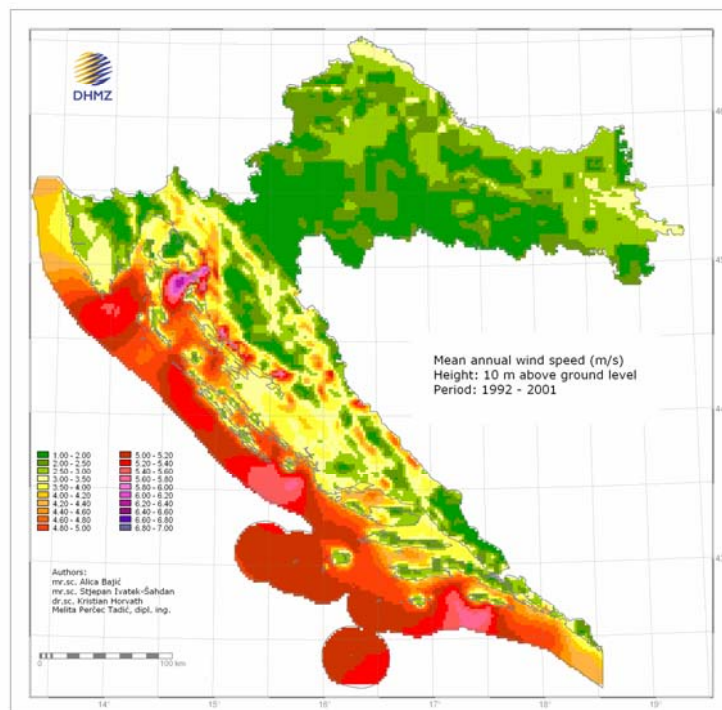 DHMZ
46
45
Mean annual wind speed (m/s)
Height: 10 m above ground level
Period: 1992 - 2001
44
1.00 - 2.00
2.00 - 2.50
2.50 - 3.00
3.00 - 3.50
3.50 - 4.00
4.00 - 4.20
4.20 - 4.40
4.40 - 4.60
4.60 - 4.80
4.80 - 5.00
5.00 - 5.20
5.20 - 5.40
5.40 - 5.60
5.60 - 5.80
5.80 - 6.00
6.00 - 6.20
6.20 - 6.40
6.40 - 6.60
6.60 - 6.80
6.80 - 7.00
Authors:
mr.sc. Alica Bajić
mr.sc. Stjepan Ivatek-Šahdan
dr.sc. Kristian Horvath
Melita Perčec Tadić, dipl. ing.
0 100 km
14° 15° 16° 17° 18° 19°